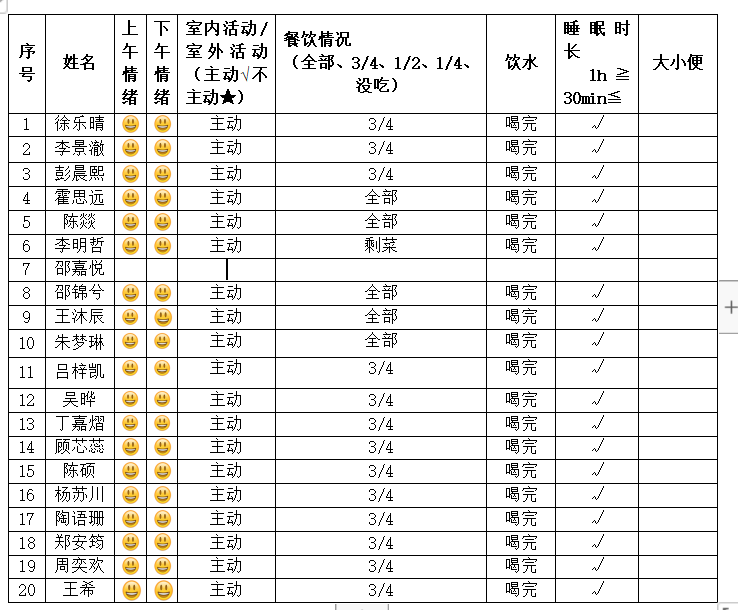 序号 姓名 上午情绪 下午情绪 室内活动/室外活动（主动√不主动★） 餐饮情况（全部、3/4、1/2、1/4、没吃） 饮水 睡眠时长 1h ≧ 30min≦ 大小便
1 徐乐晴 😃 😃 主动 3/4 喝完 √
2 李景澈 😃 😃 主动 3/4 喝完 √
3 彭晨熙 😃 😃 主动 3/4 喝完 √
4 霍思远 😃 😃 主动 全部 喝完 √
5 陈燚 😃 😃 主动 全部 喝完 √
6 李明哲 😃 😃 主动 剩菜 喝完 √
7 邵嘉悦
8 邵锦兮 😃 😃 主动 全部 喝完 √
9 王沐辰 😃 😃 主动 全部 喝完 √
10 朱梦琳 😃 😃 主动 全部 喝完 √
11 吕梓凯 😃 😃 主动 3/4 喝完 √
12 吴晔 😃 😃 主动 3/4 喝完 √
13 丁嘉熠 😃 😃 主动 3/4 喝完 √
14 顾芯蕊 😃 😃 主动 3/4 喝完 √
15 陈硕 😃 😃 主动 3/4 喝完 √
16 杨苏川 😃 😃 主动 3/4 喝完 √
17 陶语珊 😃 😃 主动 3/4 喝完 √
18 郑安筠 😃 😃 主动 3/4 喝完 √
19 周奕欢 😃 😃 主动 3/4 喝完 √
20 王希 😃 😃 主动 3/4 喝完 √